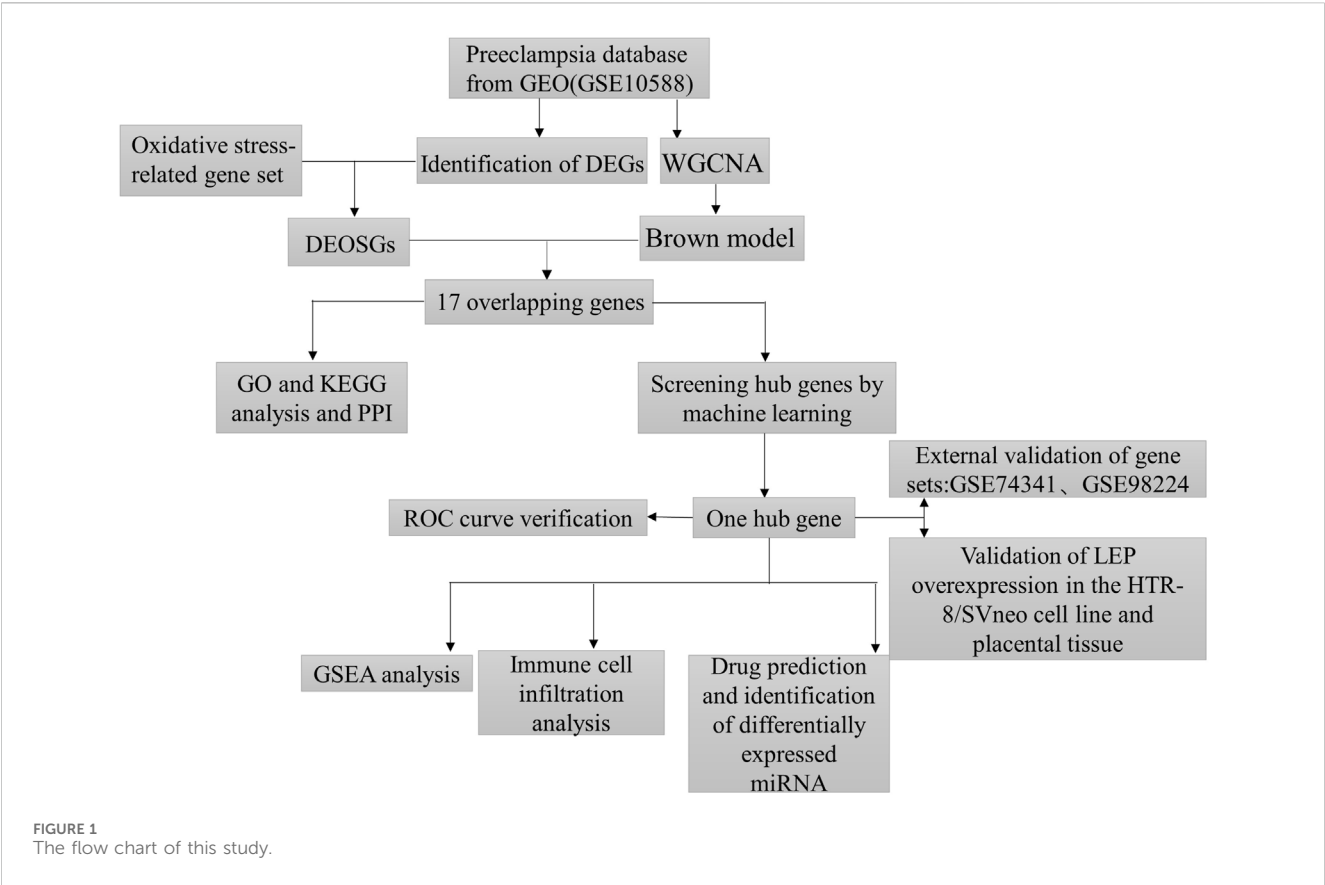 Preeclampsia database
from GEO(GSE10588)
Oxidative stress-
related gene set
Identification of DEGs
WGCNA
DEOSGs
Brown model
17 overlapping genes
GO and KEGG
analysis and PPI
Screening hub genes by
machine learning
External validation of gene
sets:GSE74341、GSE98224
ROC curve verification
One hub gene
Validation of LEP
overexpression in the HTR-
8/SVneo cell line and
placental tissue
GSEA analysis
Immune cell
infiltration
analysis
Drug prediction
and identification
of differentially
expressed
miRNA
FIGURE 1
The flow chart of this study.